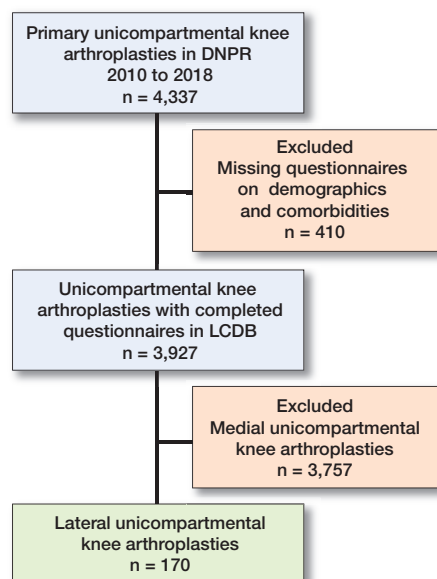 Primary unicompartmental knee
arthroplasties in DNPR
2010 to 2018
n = 4,337
Excluded
Missing questionnaires
on demographics
and comorbidities
n = 410
Unicompartmental knee
arthroplasties with completed
questionnaires in LCDB
n = 3,927
Excluded
Medial unicompartmental
knee arthroplasties
n = 3,757
Lateral unicompartmental
knee arthroplasties
n = 170